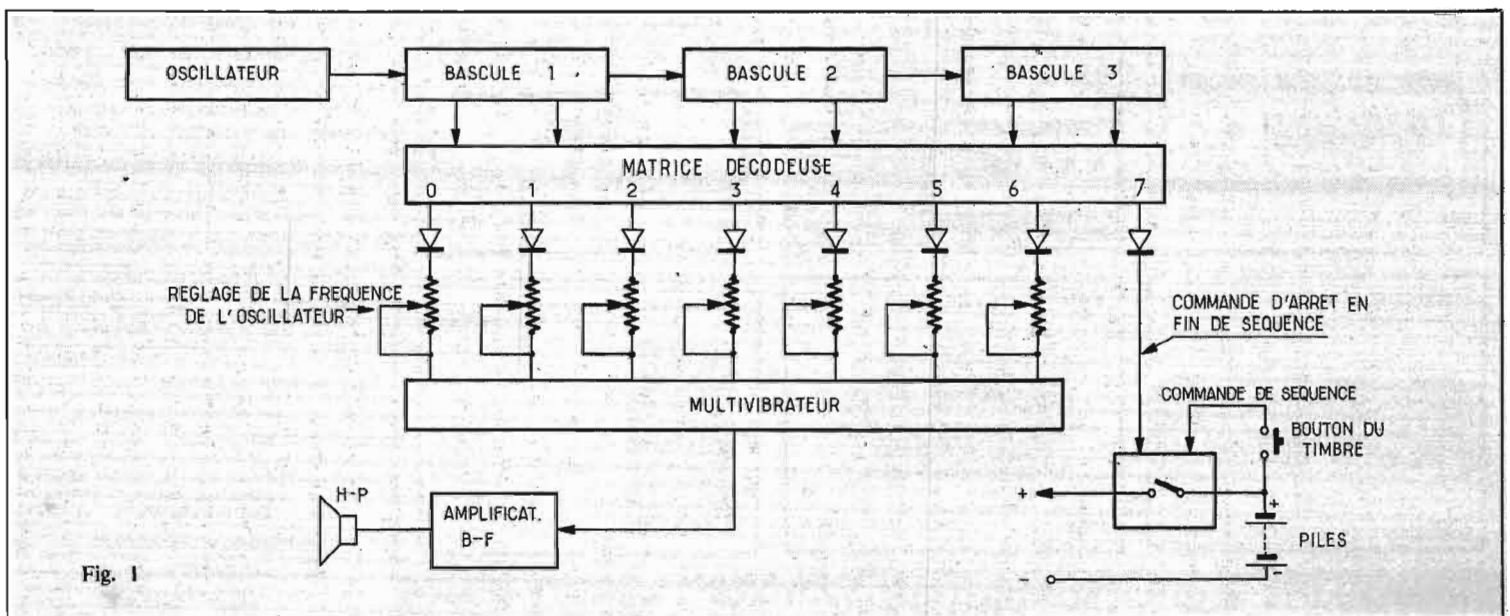 OSCILLATEUR
BASCULE 1
BASCULE 2
BASCULE 3
MATRICE DECODEUSE
0 1 2 3 4 5 6 7
REGLAGE DE LA FREQUENCE
DE L'OSCILLATEUR
COMMANDE D'ARRET EN
FIN DE SEQUENCE
MULTIVIBRATEUR
COMMANDE DE SEQUENCE
BOUTON DU
TIMBRE
H-P
AMPLIFICAT.
B-F
+
+
PILES
-
-
Fig. 1